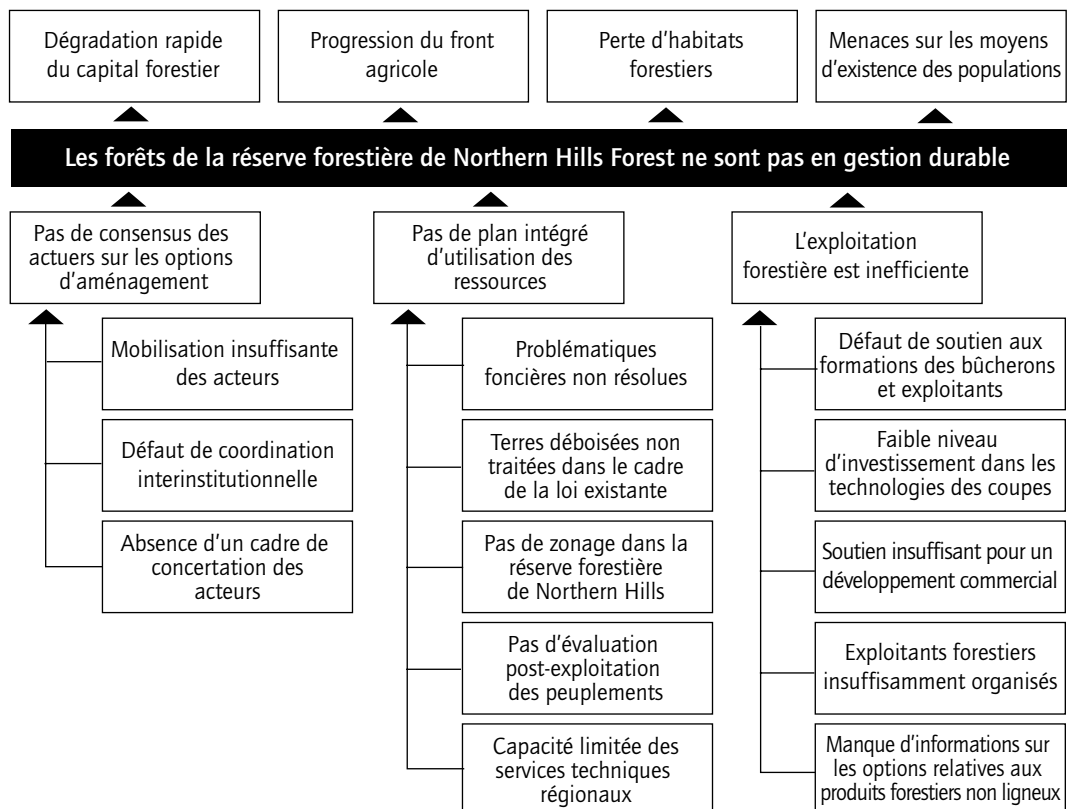 Dégradation rapide
du capital forestier
Progression du front
agricole
Perte d'habitats
forestiers
Menaces sur les moyens
d'existence des populations
Les forêts de la réserve forestière de Northern Hills Forest ne sont pas en gestion durable
Pas de consensus des
actuers sur les options
d'aménagement
Mobilisation insuffisante
des acteurs
Défaut de coordination
interinstitutionnelle
Absence d'un cadre de
concertation des
acteurs
Pas de plan intégré
d'utilisation des
ressources
Problématiques
foncières non résolues
Terres déboisées non
traitées dans le cadre
de la loi existante
Pas de zonage dans la
réserve forestière
de Northern Hills
Pas d'évaluation
post-exploitation
des peuplements
Capacité limitée des
services techniques
régionaux
L'exploitation
forestière est inefficiente
Défaut de soutien aux
formations des bûcherons
et exploitants
Faible niveau
d'investissement dans les
technologies des coupes
Soutien insuffisant pour un
développement commercial
Exploitants forestiers
insuffisamment organisés
Manque d'informations sur
les options relatives aux
produits forestiers non ligneux